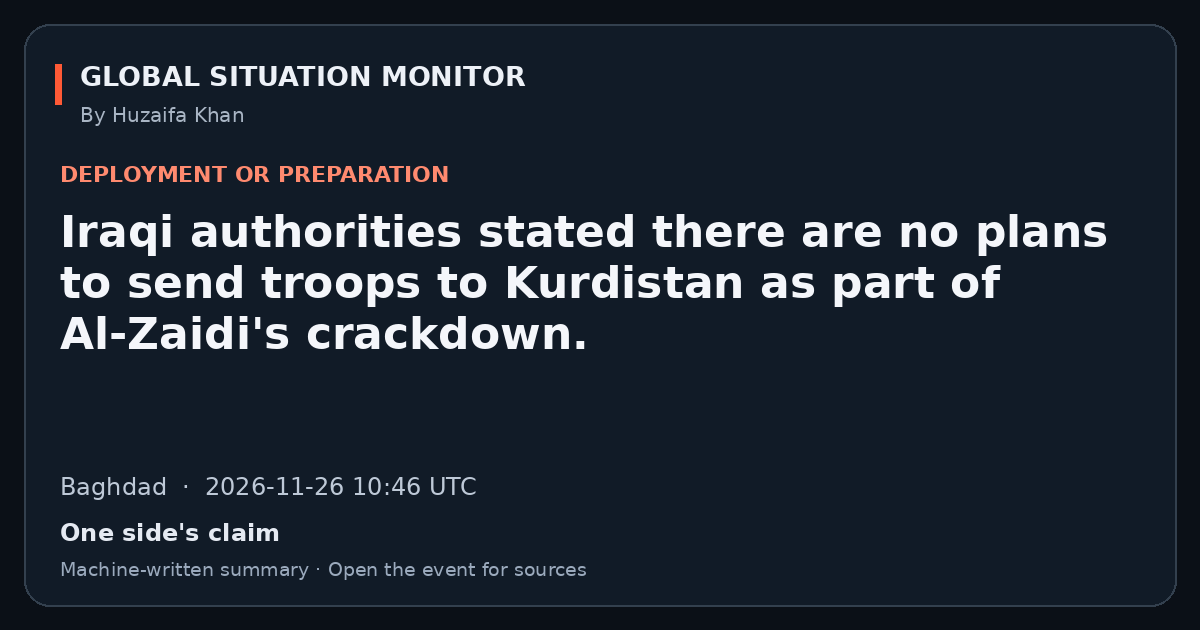 GLOBAL SITUATION MONITOR
By Huzaifa Khan
DEPLOYMENT OR PREPARATION
Iraqi authorities stated there are no plans
to send troops to Kurdistan as part of
Al-Zaidi's crackdown.
Baghdad · 2026-11-26 10:46 UTC
One side's claim
Machine-written summary · Open the event for sources